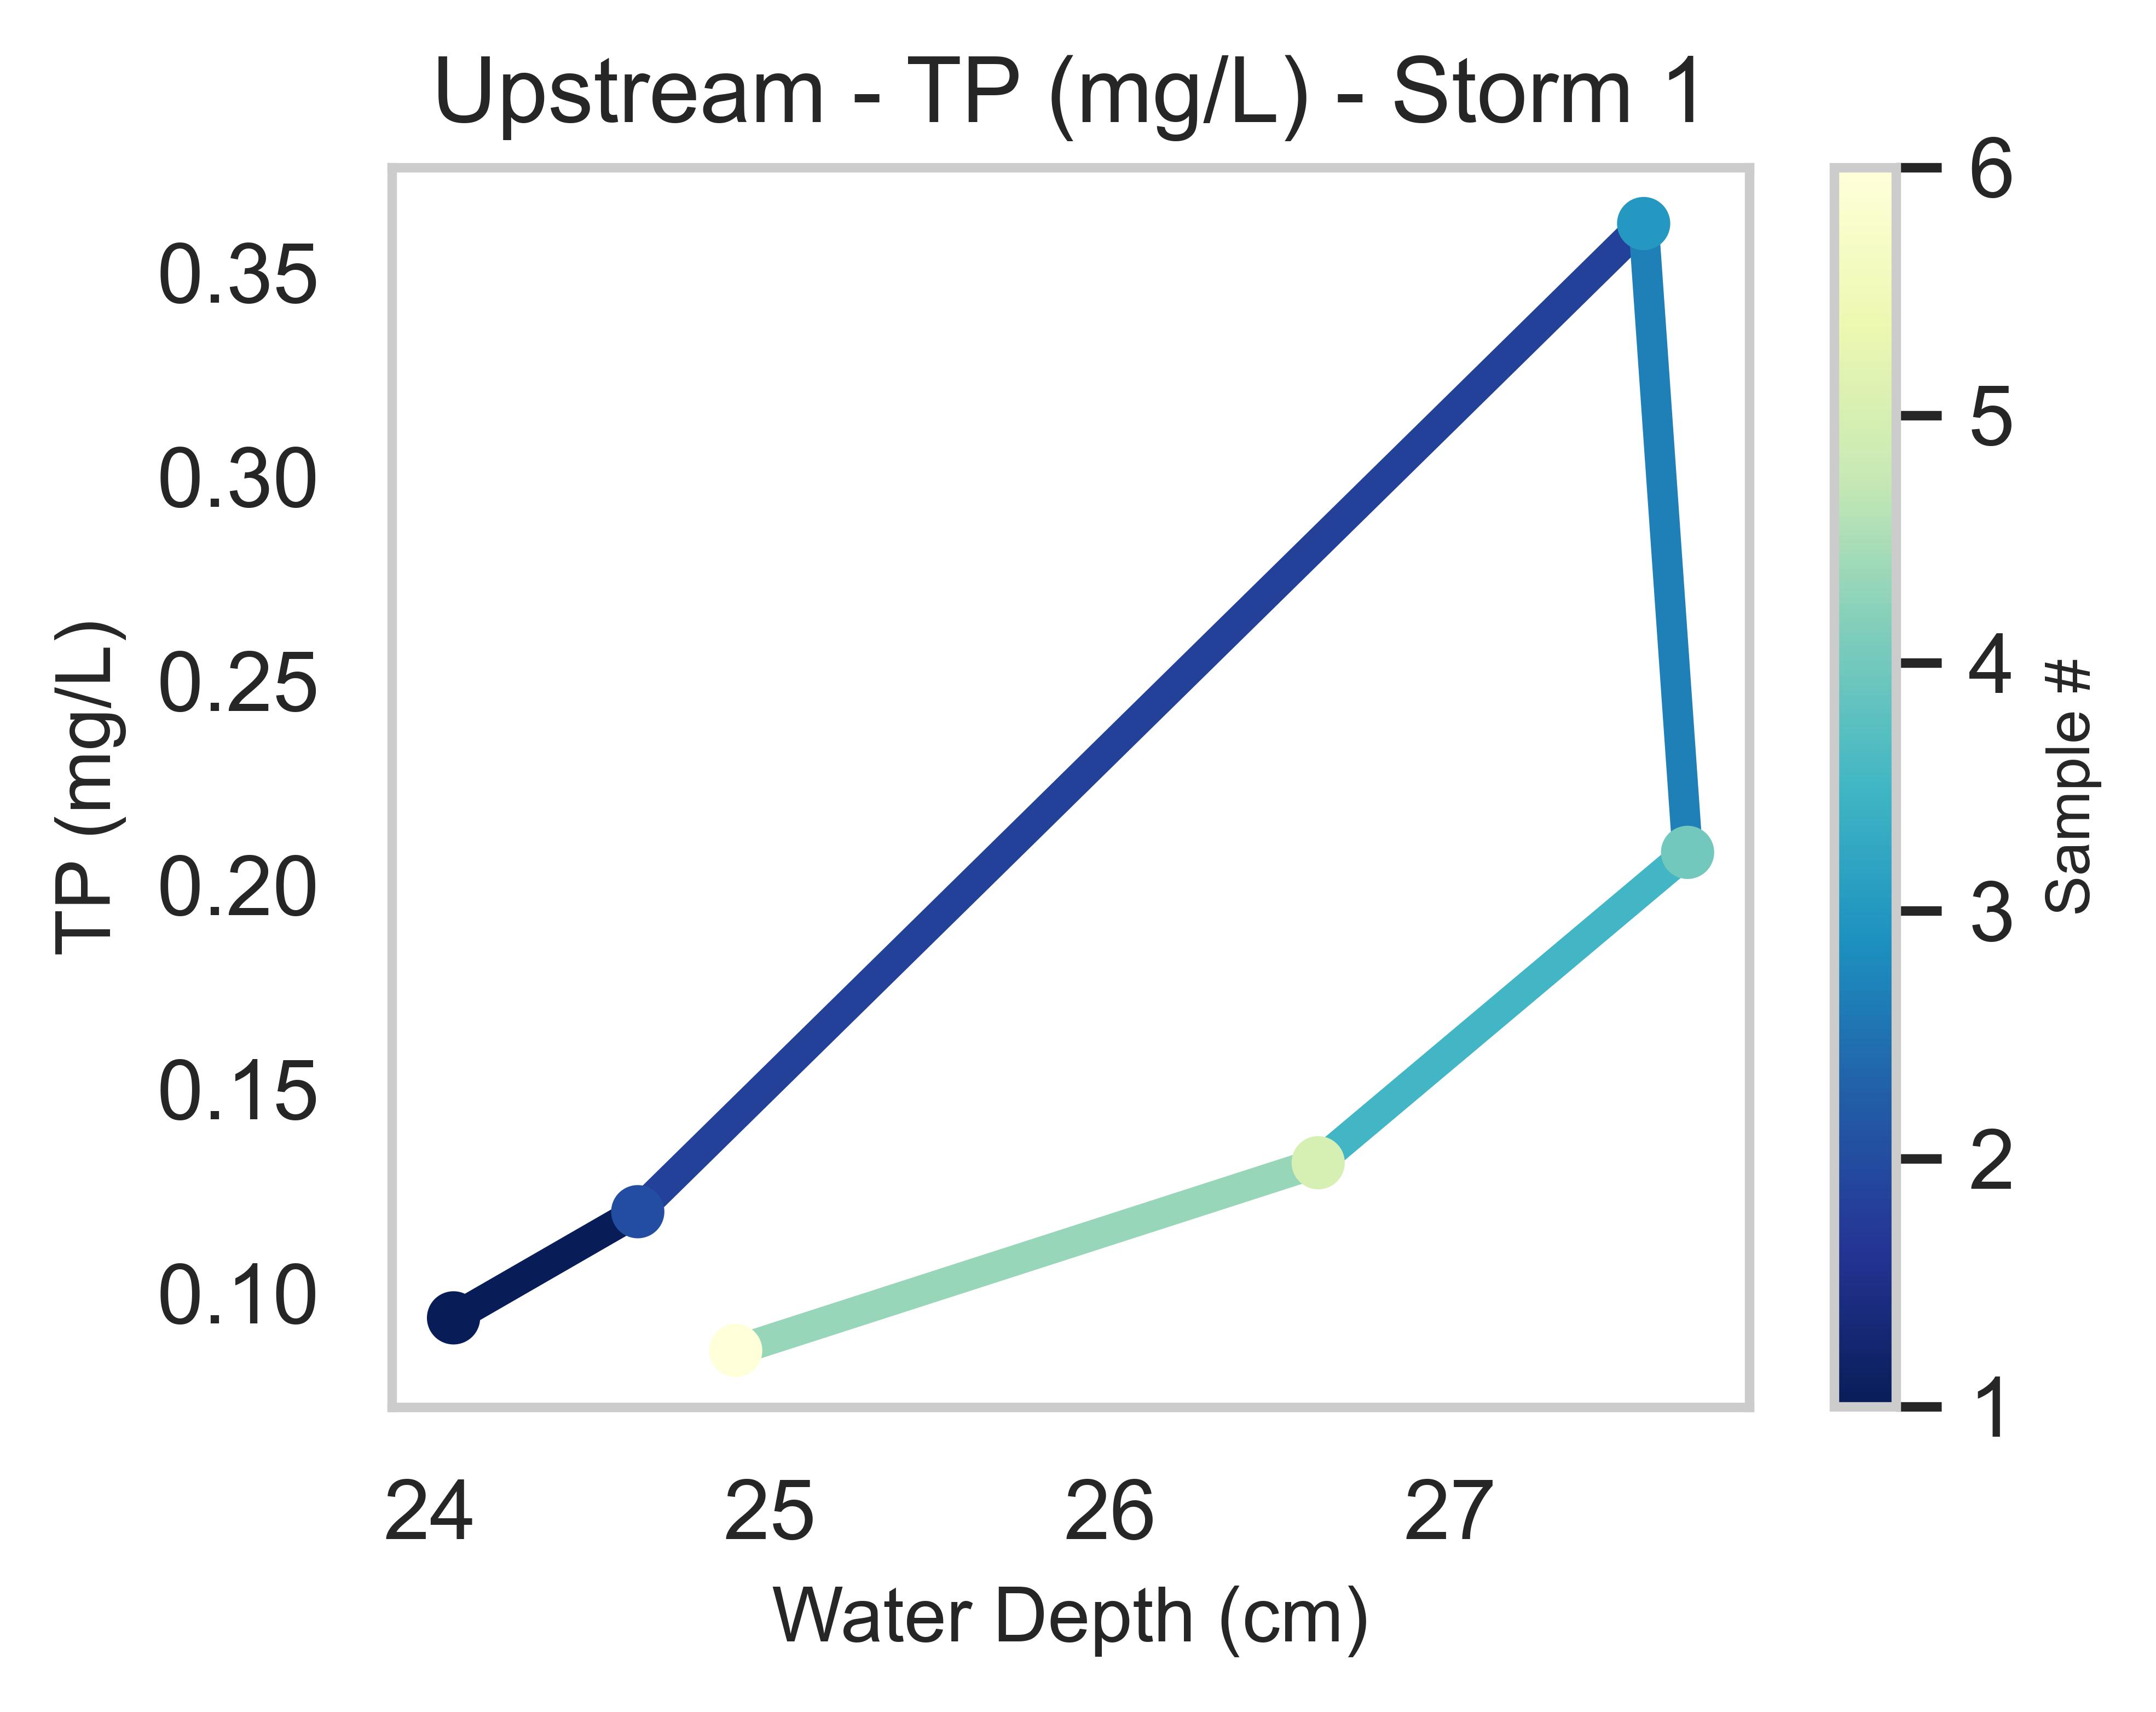 Upstream - TP (mg/L) - Storm 1
TP (mg/L)
0.35
0.30
0.25
0.20
0.15
0.10
24 25 26 27
Water Depth (cm)
6
5
4
3
2
1
Sample #